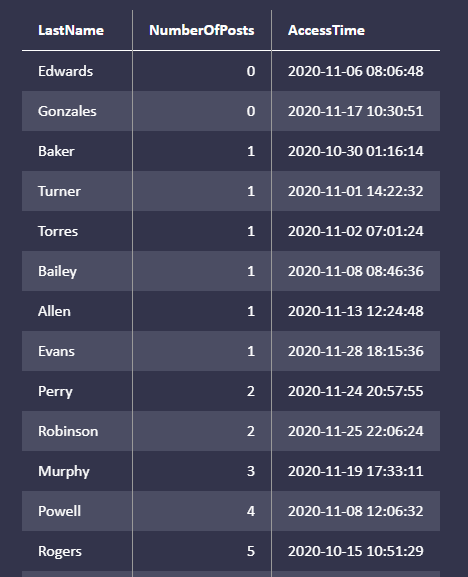 LastName NumberOfPosts AccessTime
Edwards 0 2020-11-06 08:06:48
Gonzales 0 2020-11-17 10:30:51
Baker 1 2020-10-30 01:16:14
Turner 1 2020-11-01 14:22:32
Torres 1 2020-11-02 07:01:24
Bailey 1 2020-11-08 08:46:36
Allen 1 2020-11-13 12:24:48
Evans 1 2020-11-28 18:15:36
Perry 2 2020-11-24 20:57:55
Robinson 2 2020-11-25 22:06:24
Murphy 3 2020-11-19 17:33:11
Powell 4 2020-11-08 12:06:32
Rogers 5 2020-10-15 10:51:29